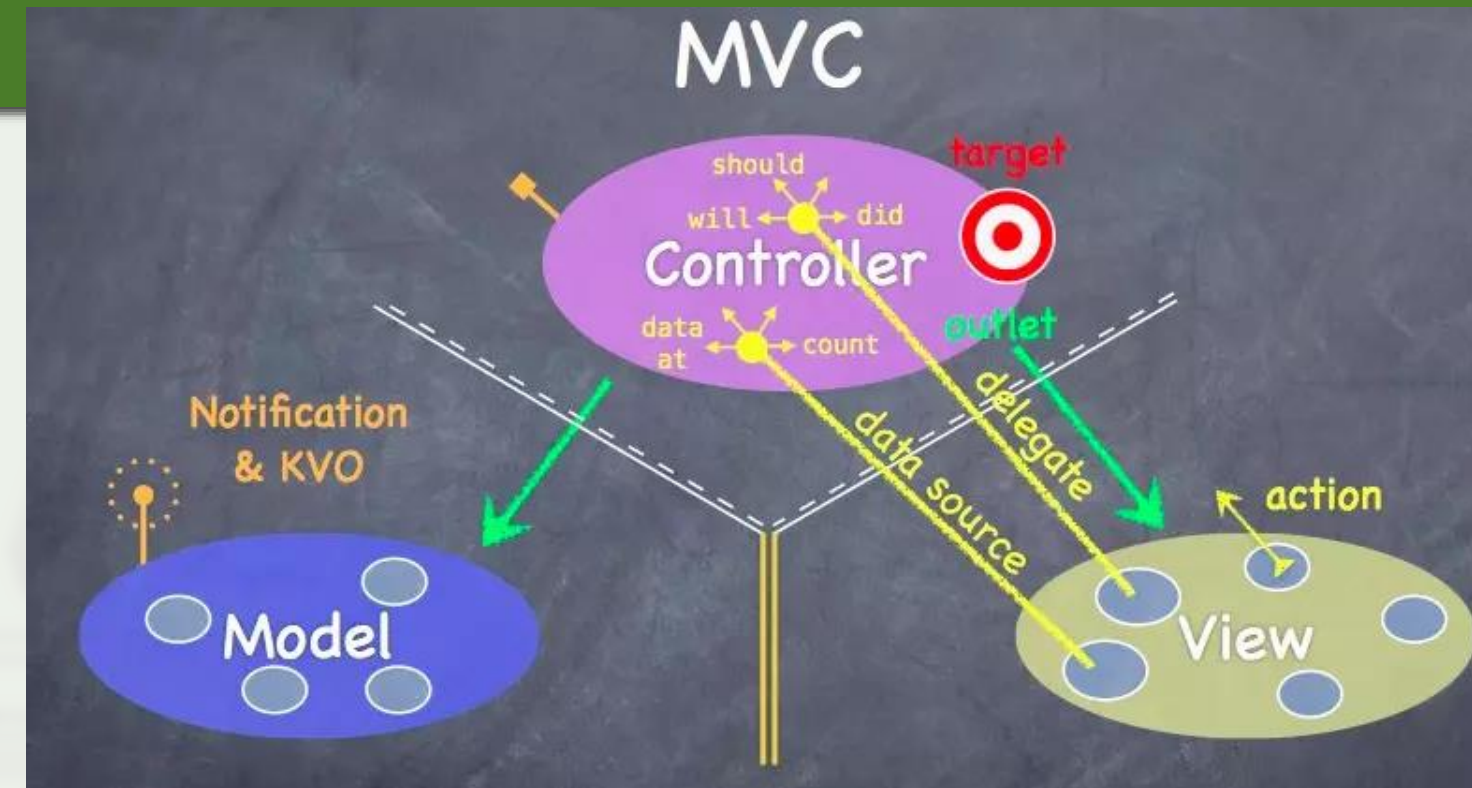 MVC
should
target
will
did
Controller
data
at
count
outlet
Notification
& KVO
delegate
data source
action
Model
View